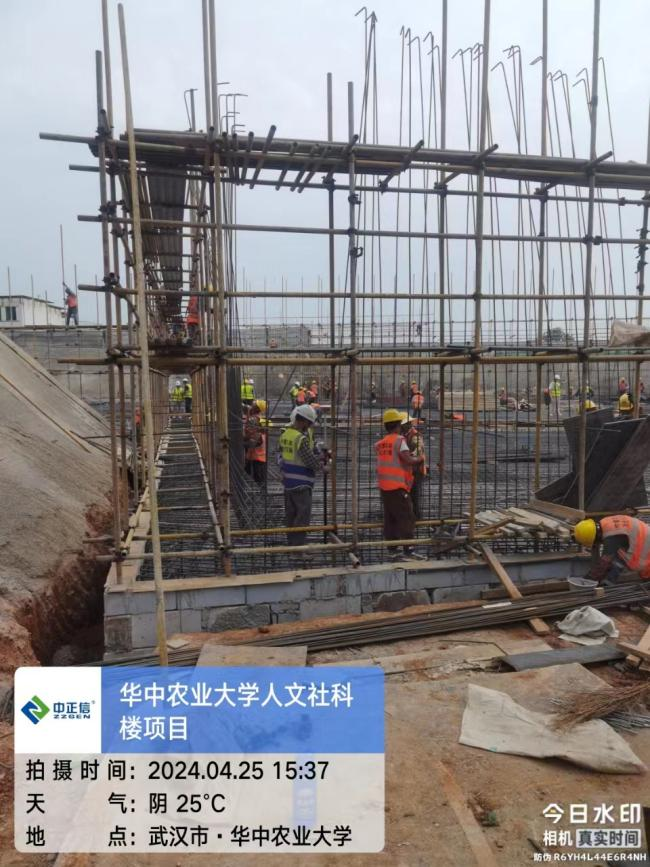 中正信
ZZGEN
华中农业大学人文社科
楼项目
拍摄时间：2024.04.25 15:37
天气：阴 25°C
地点：武汉市·华中农业大学
今日水印
相机 真实时间
防伪 R6YH4L44E6R4NH